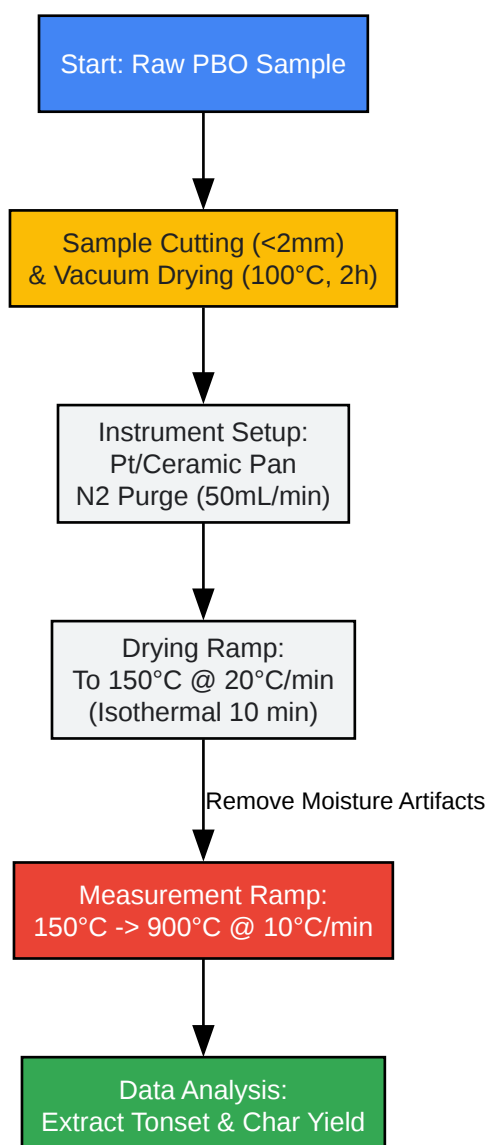 Start: Raw PBO Sample
Sample Cutting (<2mm)
& Vacuum Drying (100°C, 2h)
Instrument Setup:
Pt/Ceramic Pan
N2 Purge (50mL/min)
Drying Ramp:
To 150°C @ 20°C/min
(Isothermal 10 min)
Remove Moisture Artifacts
Measurement Ramp:
150°C -> 900°C @ 10°C/min
Data Analysis:
Extract Tonset & Char Yield